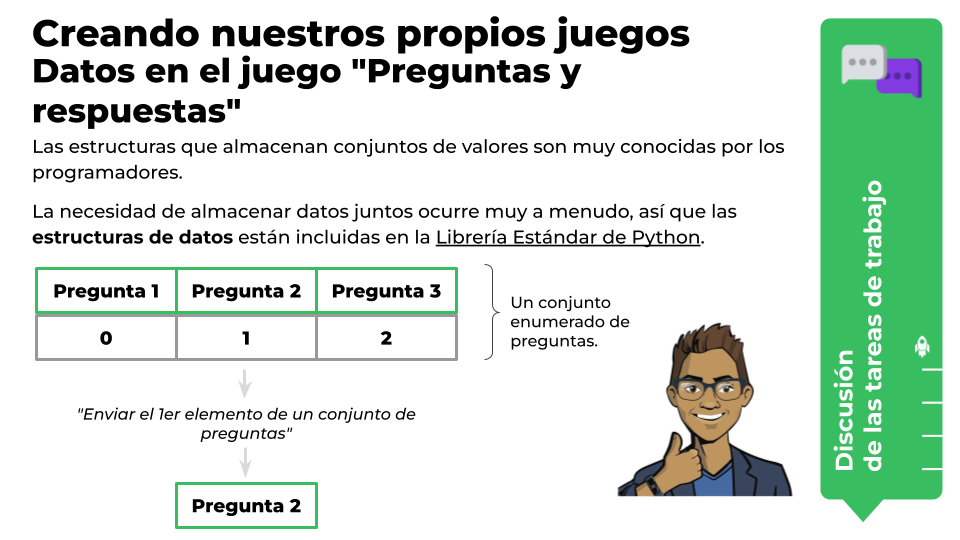 Creando nuestros propios juegos
Datos en el juego "Preguntas y
respuestas"
Las estructuras que almacenan conjuntos de valores son muy conocidas por los
programadores.
La necesidad de almacenar datos juntos ocurre muy a menudo, así que las
estructuras de datos están incluidas en la Librería Estándar de Python.
Pregunta 1 Pregunta 2 Pregunta 3
0 1 2
Un conjunto
enumerado de
preguntas.
"Enviar el 1er elemento de un conjunto de
preguntas"
Pregunta 2
Discusión
de las tareas de trabajo